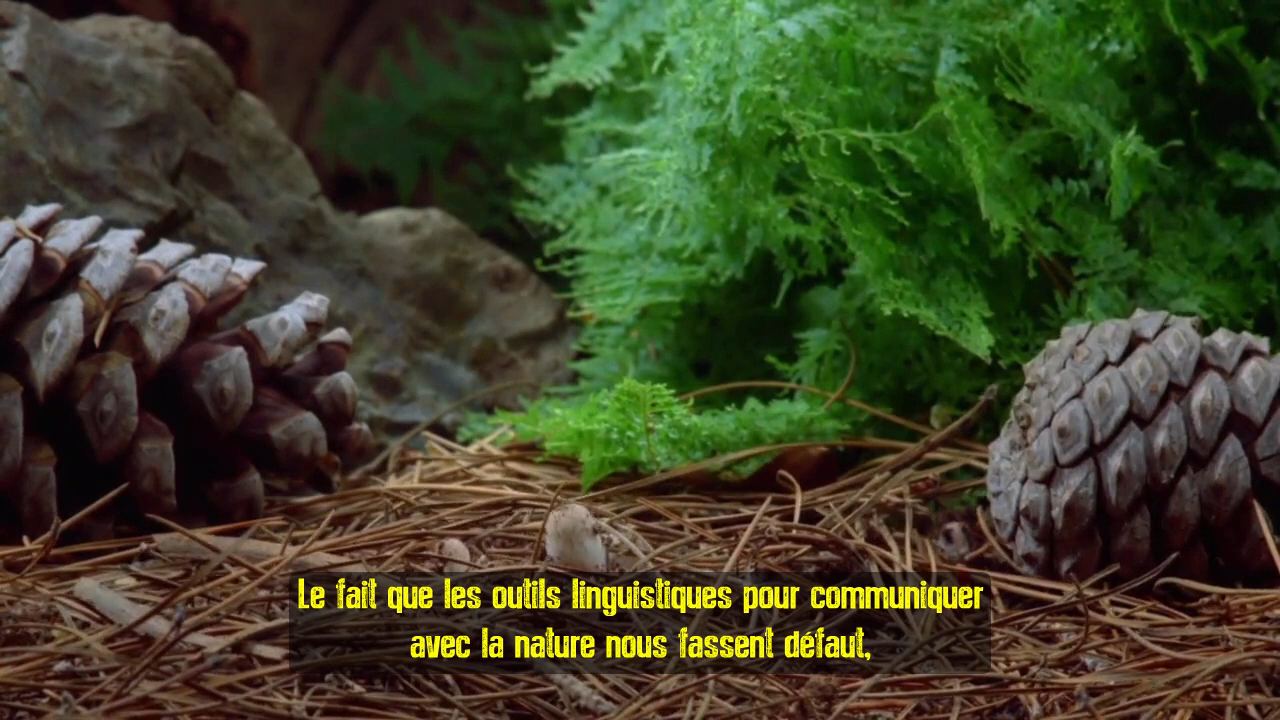 Le fait que les outils linguistiques pour communiquer
avec la nature nous fassent défaut,